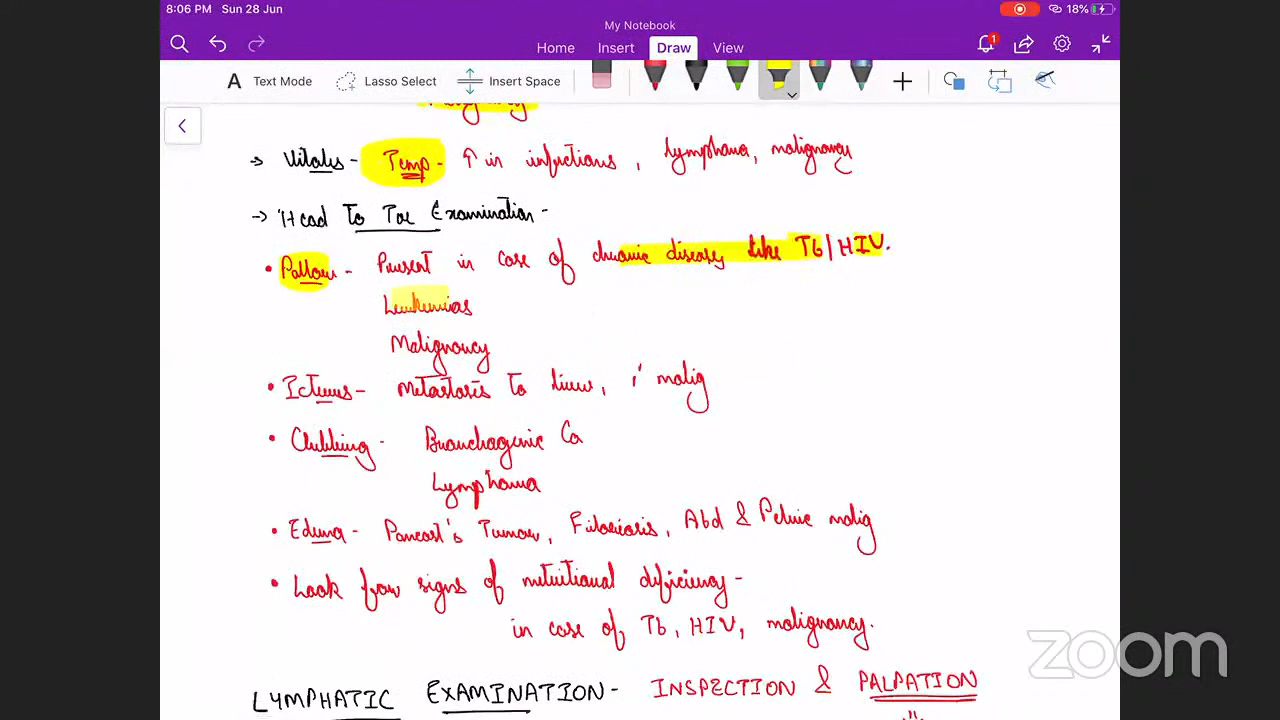 8:06 PM Sun 28 Jun
18%
My Notebook
Home Insert Draw View
1
A Text Mode Lasso Select Insert Space
→ Vitals - Temp - ↑ in infections, lymphoma, malignancy
→ Head To Toe Examination -
• Pallor - Present in case of chronic disease like Tb/HIV.
Leukemias
Malignancy
• Icterus - Metastasis to liver, 1° malig
• Clubbing - Bronchogenic Ca
Lymphoma
• Edema - Pancost's Tumor, Filariasis, Abd & Pelvic malig
• Look for signs of nutritional deficiency -
in case of Tb, HIV, malignancy.
LYMPHATIC EXAMINATION - INSPECTION & PALPATION
zoom